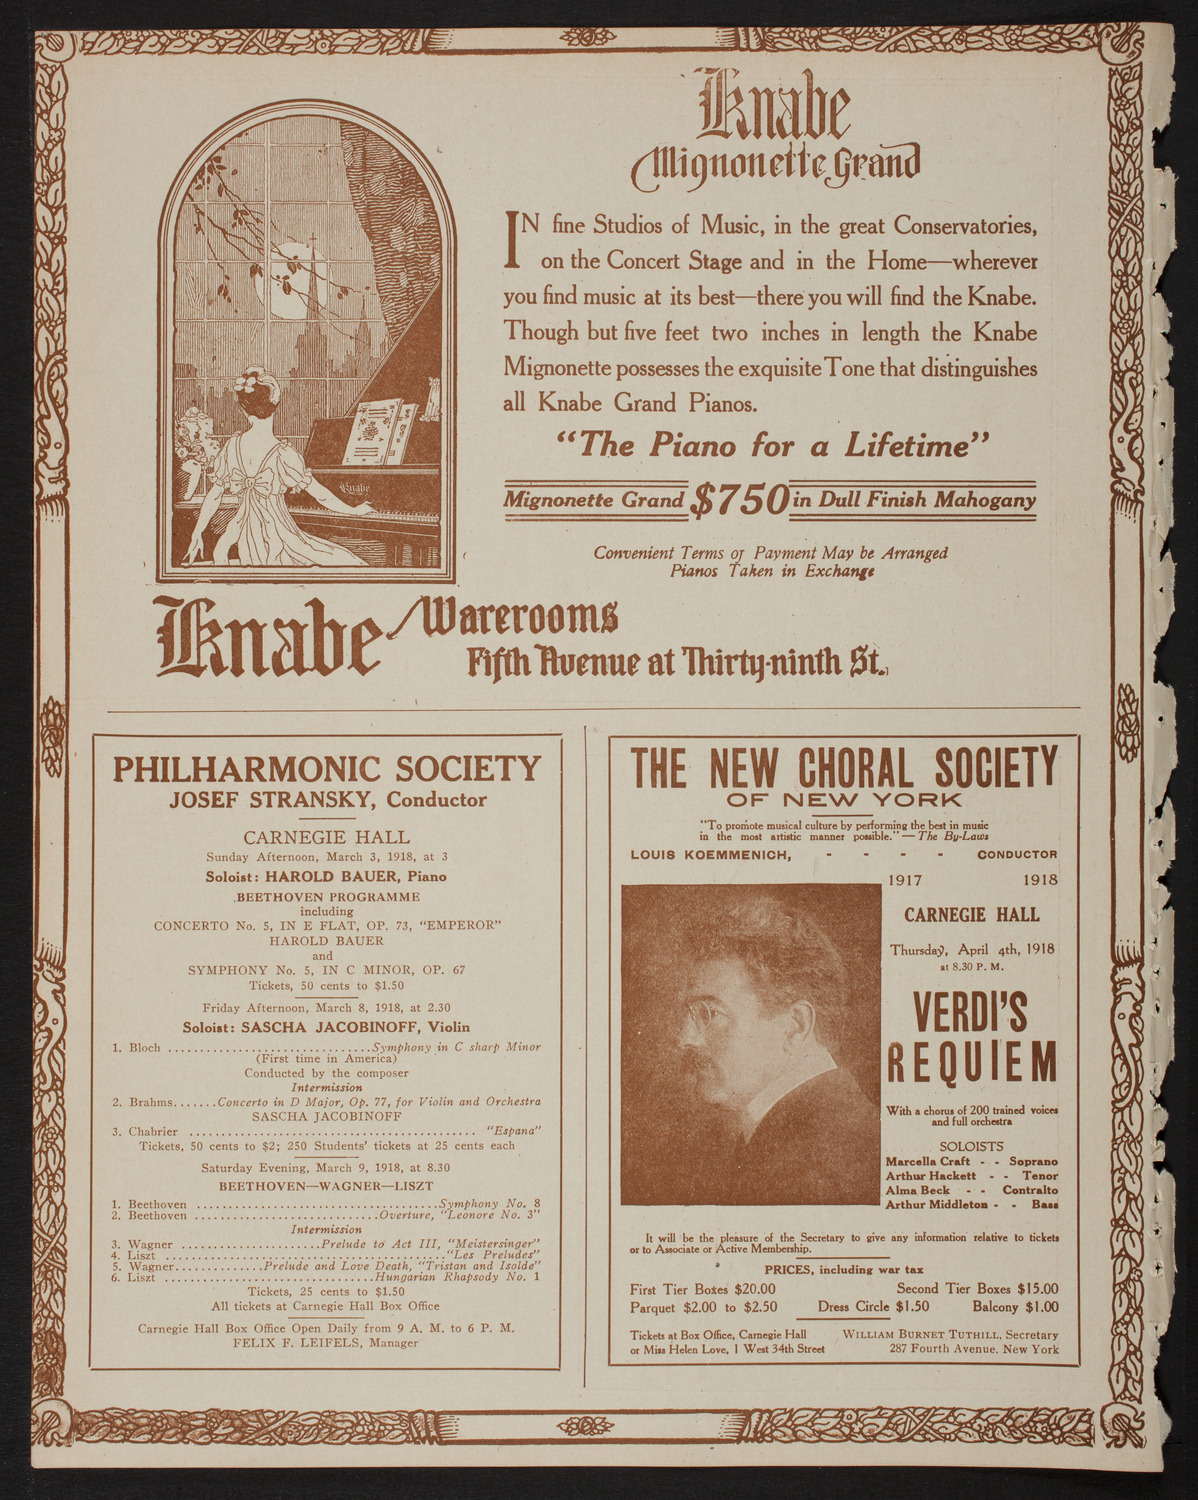 Knabe
Mignonette Grand
IN fine Studios of Music, in the great Conservatories,
on the Concert Stage and in the Home—wherever
you find music at its best—there you will find the Knabe.
Though but five feet two inches in length the Knabe
Mignonette possesses the exquisite Tone that distinguishes
all Knabe Grand Pianos.
"The Piano for a Lifetime"
Mignonette Grand $750 in Dull Finish Mahogany
Convenient Terms of Payment May be Arranged
Pianos Taken in Exchange
Knabe
Knabe Warerooms
Fifth Avenue at Thirty-ninth St.
PHILHARMONIC SOCIETY
JOSEF STRANSKY, Conductor
CARNEGIE HALL
Sunday Afternoon, March 3, 1918, at 3
Soloist: HAROLD BAUER, Piano
BEETHOVEN PROGRAMME
including
CONCERTO No. 5, IN E FLAT, OP. 73, "EMPEROR"
HAROLD BAUER
and
SYMPHONY No. 5, IN C MINOR, OP. 67
Tickets, 50 cents to $1.50
Friday Afternoon, March 8, 1918, at 2.30
Soloist: SASCHA JACOBINOFF, Violin
1. Bloch ................................Symphony in C sharp Minor
(First time in America)
Conducted by the composer
Intermission
2. Brahms.......Concerto in D Major, Op. 77, for Violin and Orchestra
SASCHA JACOBINOFF
3. Chabrier ............................................. "Espana"
Tickets, 50 cents to $2; 250 Students' tickets at 25 cents each
Saturday Evening, March 9, 1918, at 8.30
BEETHOVEN—WAGNER—LISZT
1. Beethoven ......................................Symphony No. 8
2. Beethoven .............................Overture, "Leonore No. 3"
Intermission
3. Wagner ......................Prelude to Act III, "Meistersinger"
4. Liszt ............................................"Les Preludes"
5. Wagner..............Prelude and Love Death, "Tristan and Isolde"
6. Liszt .................................Hungarian Rhapsody No. 1
Tickets, 25 cents to $1.50
All tickets at Carnegie Hall Box Office
Carnegie Hall Box Office Open Daily from 9 A. M. to 6 P. M.
FELIX F. LEIFELS, Manager
THE NEW CHORAL SOCIETY
OF NEW YORK
"To promote musical culture by performing the best in music
in the most artistic manner possible."—The By-Laws
LOUIS KOEMMENICH, - - - - CONDUCTOR
1917 1918
CARNEGIE HALL
Thursday, April 4th, 1918
at 8.30 P. M.
VERDI'S
REQUIEM
With a chorus of 200 trained voices
and full orchestra
SOLOISTS
Marcella Craft - - Soprano
Arthur Hackett - - Tenor
Alma Beck - - Contralto
Arthur Middleton - - Bass
It will be the pleasure of the Secretary to give any information relative to tickets
or to Associate or Active Membership.
PRICES, including war tax
First Tier Boxes $20.00 Second Tier Boxes $15.00
Parquet $2.00 to $2.50 Dress Circle $1.50 Balcony $1.00
Tickets at Box Office, Carnegie Hall WILLIAM BURNET TUTHILL, Secretary
or Miss Helen Love, 1 West 34th Street 287 Fourth Avenue, New York